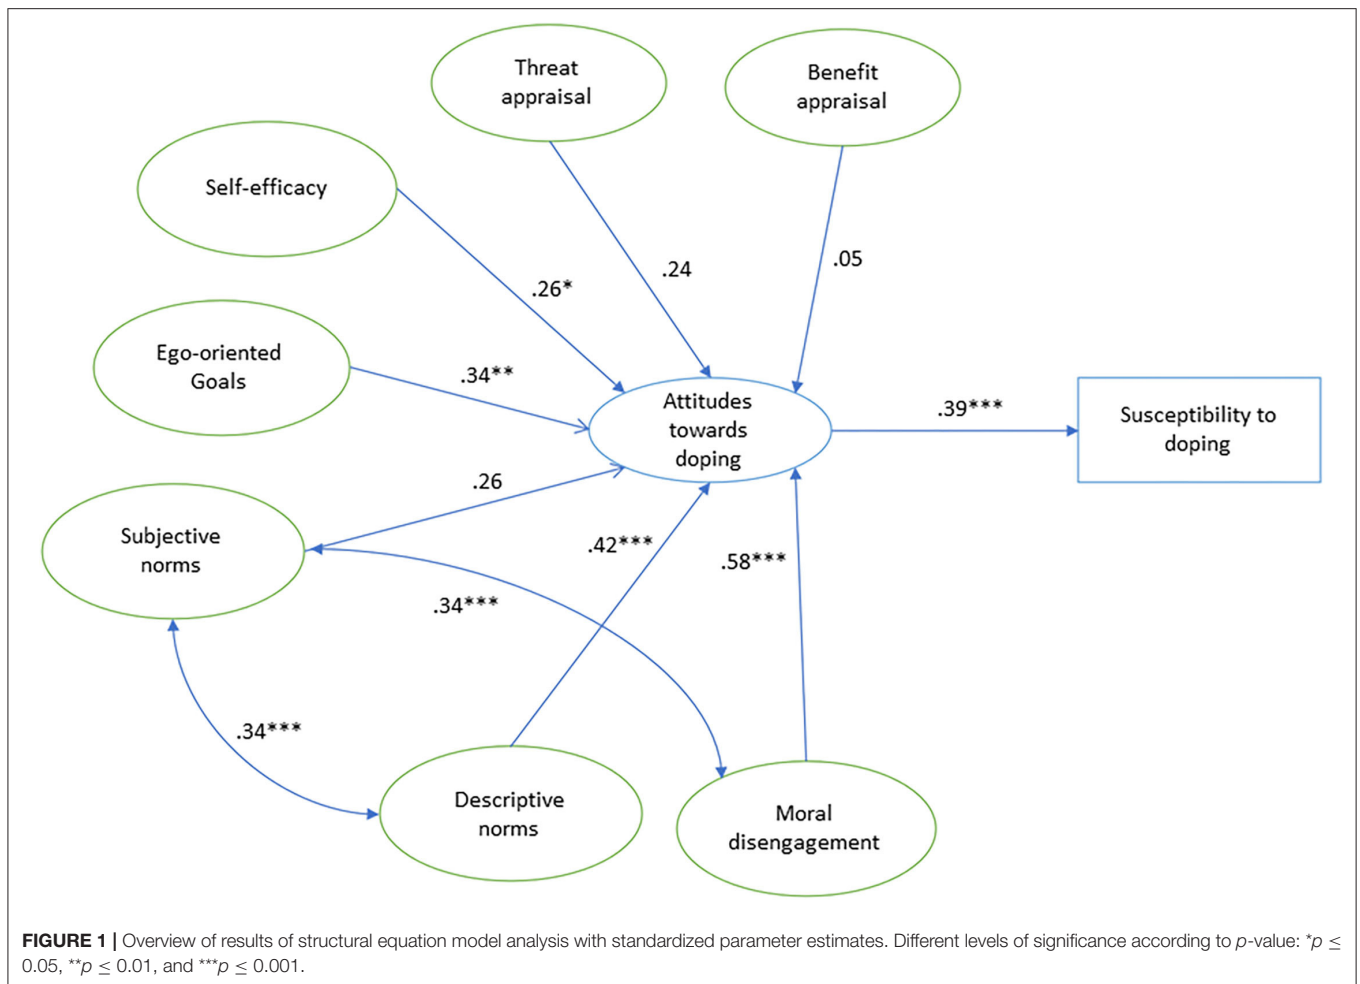 Threat
appraisal
Benefit
appraisal
Self-efficacy
.24
.05
.26*
Ego-oriented
Goals
.34**
Attitudes
towards
doping
.39***
Susceptibility to
doping
Subjective
norms
.26
.42***
.58***
.34***
.34***
Descriptive
norms
Moral
disengagement
FIGURE 1 | Overview of results of structural equation model analysis with standardized parameter estimates. Different levels of significance according to p-value: *p ≤
0.05, **p ≤ 0.01, and ***p ≤ 0.001.